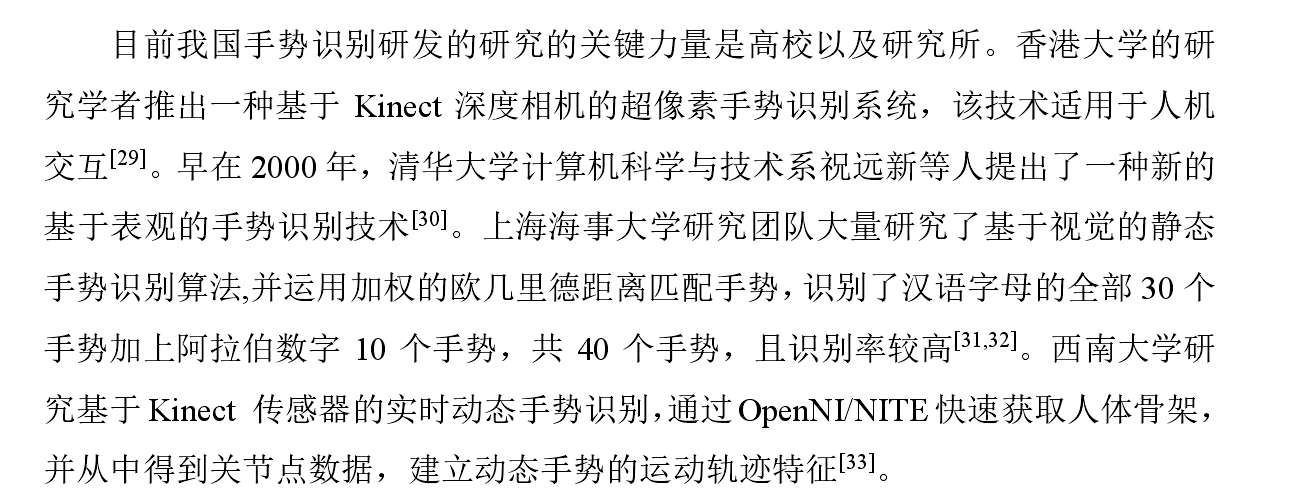 目前我国手势识别研发的研究的关键力量是高校以及研究所。香港大学的研
究学者推出一种基于 Kinect 深度相机的超像素手势识别系统，该技术适用于人机
交互[29]。早在 2000 年，清华大学计算机科学与技术系祝远新等人提出了一种新的
基于表观的手势识别技术[30]。上海海事大学研究团队大量研究了基于视觉的静态
手势识别算法,并运用加权的欧几里德距离匹配手势，识别了汉语字母的全部 30 个
手势加上阿拉伯数字 10 个手势，共 40 个手势，且识别率较高[31,32]。西南大学研
究基于 Kinect 传感器的实时动态手势识别，通过 OpenNI/NITE 快速获取人体骨架，
并从中得到关节点数据，建立动态手势的运动轨迹特征[33]。